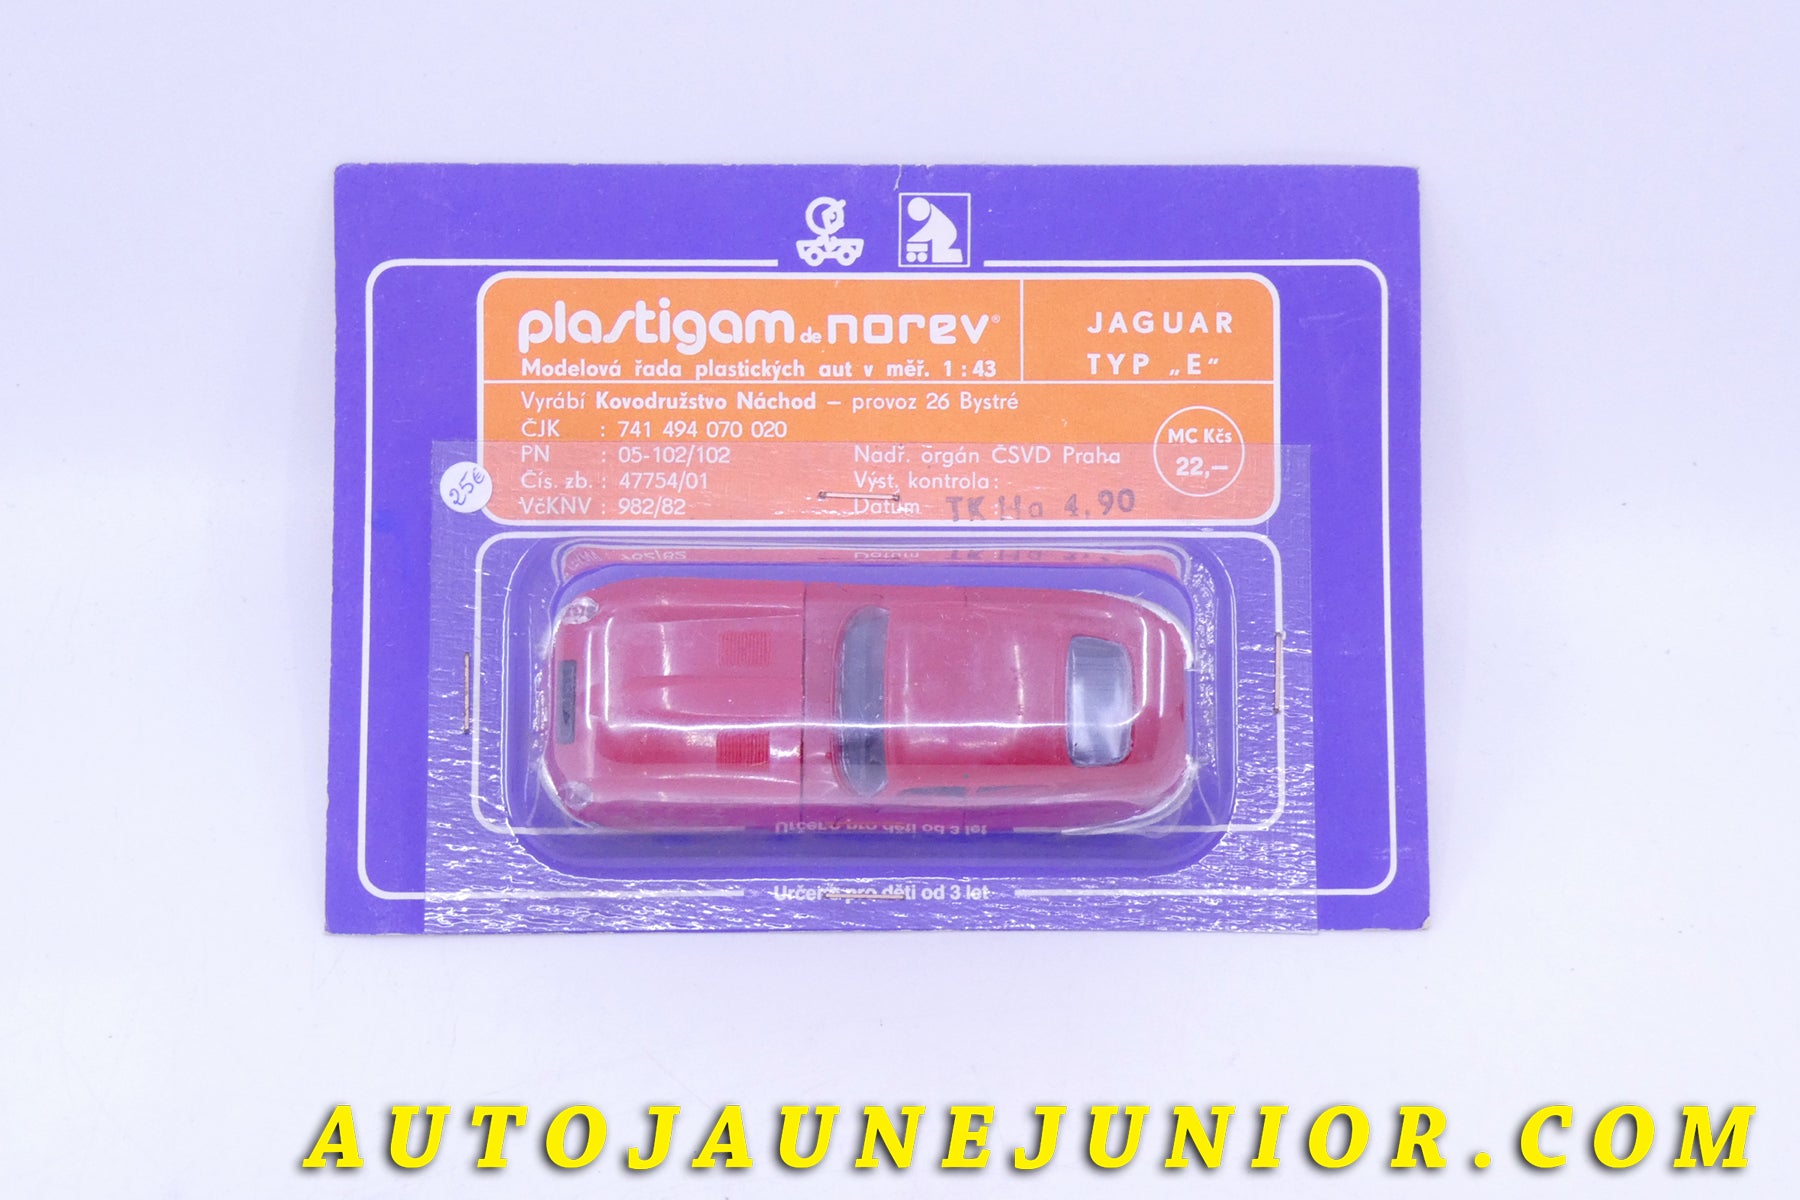 plastigam de norev®
Modelová řada plastických aut v měř. 1 : 43
JAGUAR
TYP „E“
Vyrábí Kovodružstvo Náchod – provoz 26 Bystré
ČJK : 741 494 070 020
PN : 05-102/102
Čís. zb. : 47754/01
VčKNV : 982/82
Nadř. orgán ČSVD Praha
Výst. kontrola :
Datum TK 4.90
MC Kčs
22,–
25€
Určeno pro děti od 3 let
AUTOJAUNEJUNIOR.COM